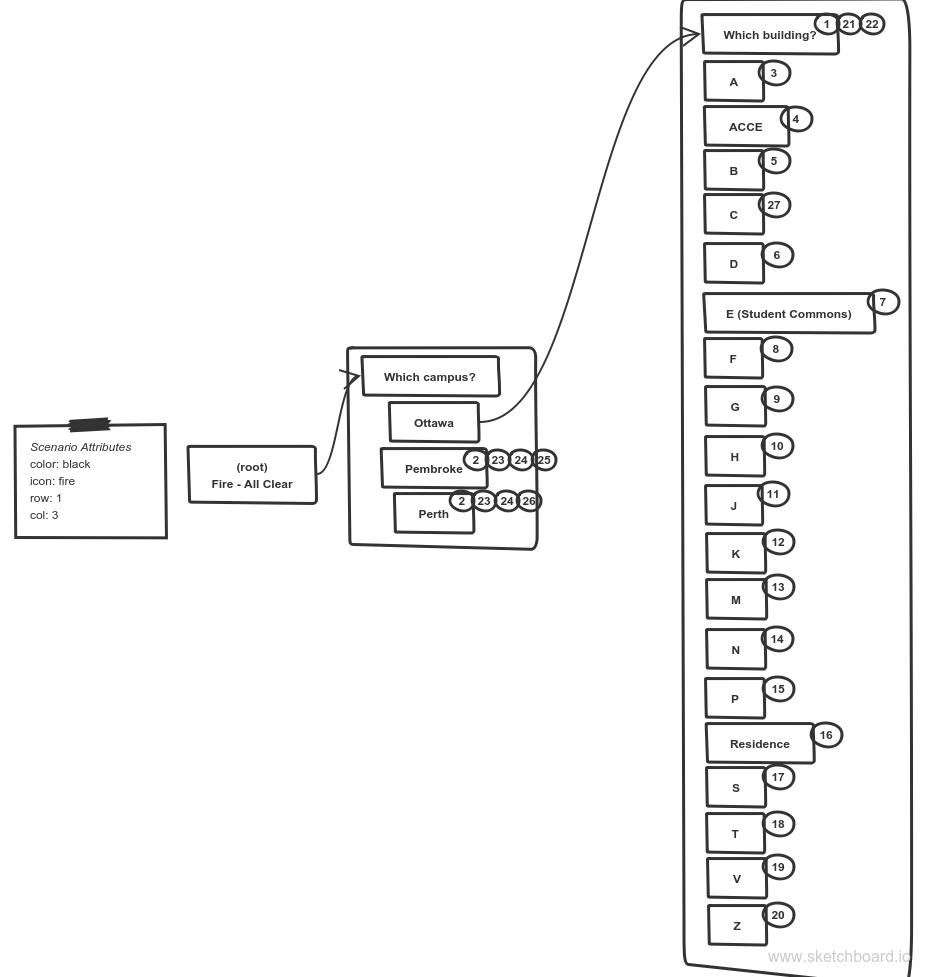 Scenario Attributes
color: black
icon: fire
row: 1
col: 3
(root)
Fire - All Clear
Which campus?
Ottawa
Pembroke 2 23 24 25
Perth 2 23 24 26
Which building? 1 21 22
A 3
ACCE 4
B 5
C 27
D 6
E (Student Commons) 7
F 8
G 9
H 10
J 11
K 12
M 13
N 14
P 15
Residence 16
S 17
T 18
V 19
Z 20
www.sketchboard.io